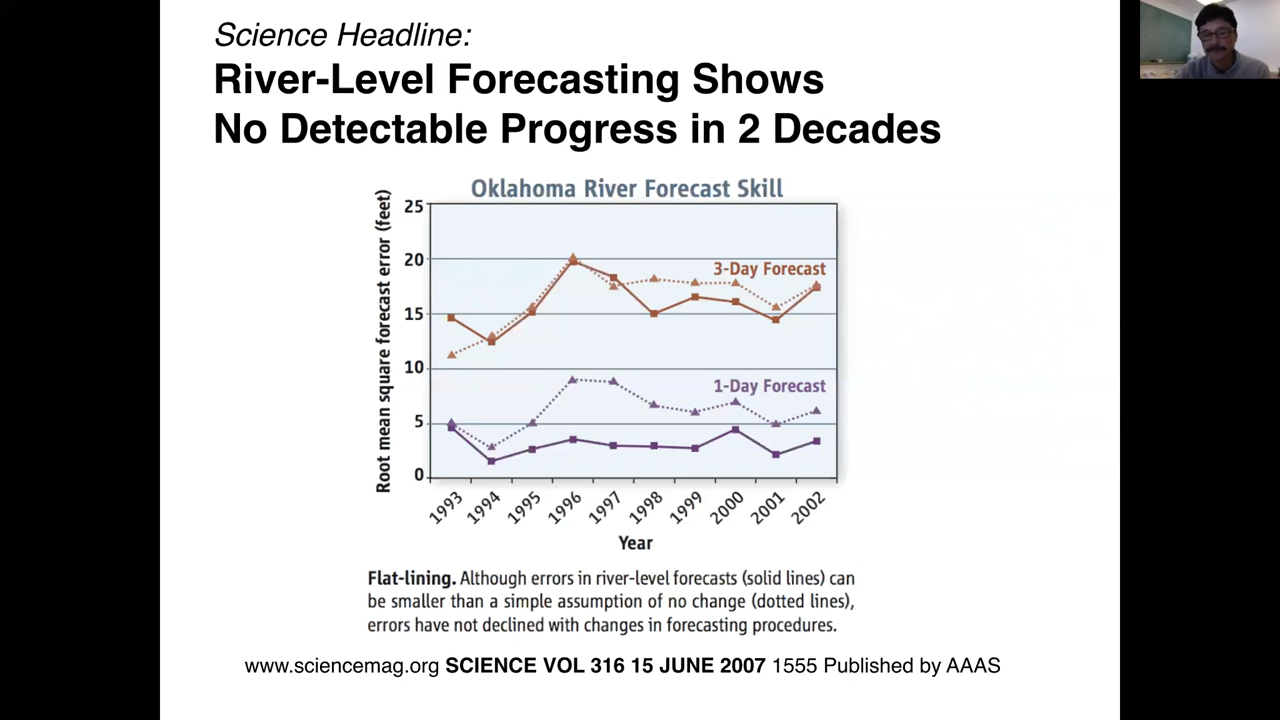 Science Headline:
River-Level Forecasting Shows
No Detectable Progress in 2 Decades
Oklahoma River Forecast Skill
Root mean square forecast error (feet)
25
20
15
10
5
0
3-Day Forecast
1-Day Forecast
1993 1994 1995 1996 1997 1998 1999 2000 2001 2002
Year
Flat-lining. Although errors in river-level forecasts (solid lines) can
be smaller than a simple assumption of no change (dotted lines),
errors have not declined with changes in forecasting procedures.
www.sciencemag.org SCIENCE VOL 316 15 JUNE 2007 1555 Published by AAAS